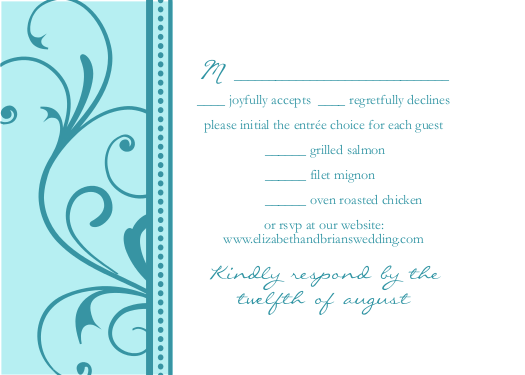 M ______________________________
____ joyfully accepts ____ regretfully declines
please initial the entrée choice for each guest
______ grilled salmon
______ filet mignon
______ oven roasted chicken
or rsvp at our website:
www.elizabethandbrianswedding.com
Kindly respond by the
twelfth of august